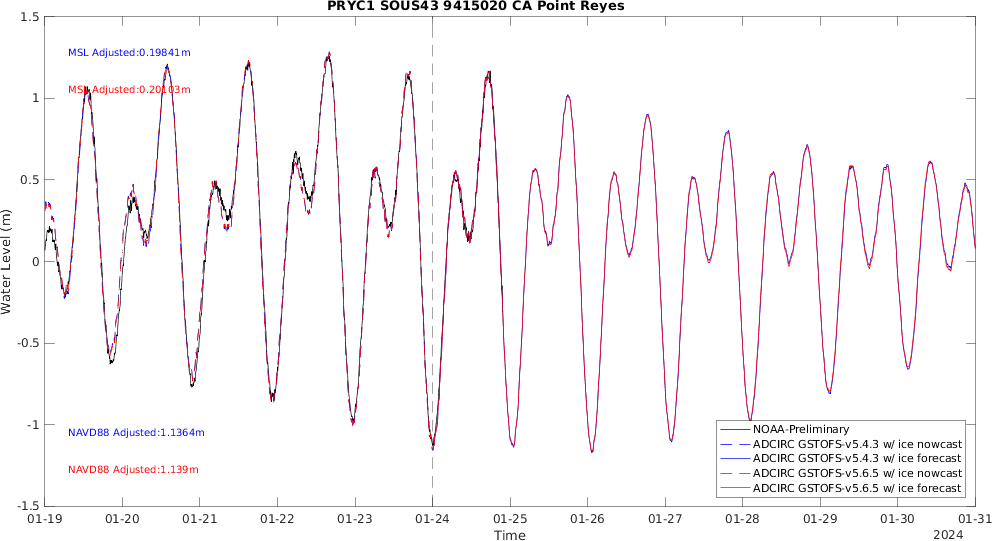 PRYC1 SOUS43 9415020 CA Point Reyes
1.5
MSL Adjusted:0.19841m
MSL Adjusted:0.20103m
1
0.5
0
-0.5
-1
-1.5
Water Level (m)
NAVD88 Adjusted:1.1364m
NAVD88 Adjusted:1.139m
NOAA-Preliminary
ADCIRC GSTOFS-v5.4.3 w/ ice nowcast
ADCIRC GSTOFS-v5.4.3 w/ ice forecast
ADCIRC GSTOFS-v5.6.5 w/ ice nowcast
ADCIRC GSTOFS-v5.6.5 w/ ice forecast
01-19 01-20 01-21 01-22 01-23 01-24 01-25 01-26 01-27 01-28 01-29 01-30 01-31
Time
2024